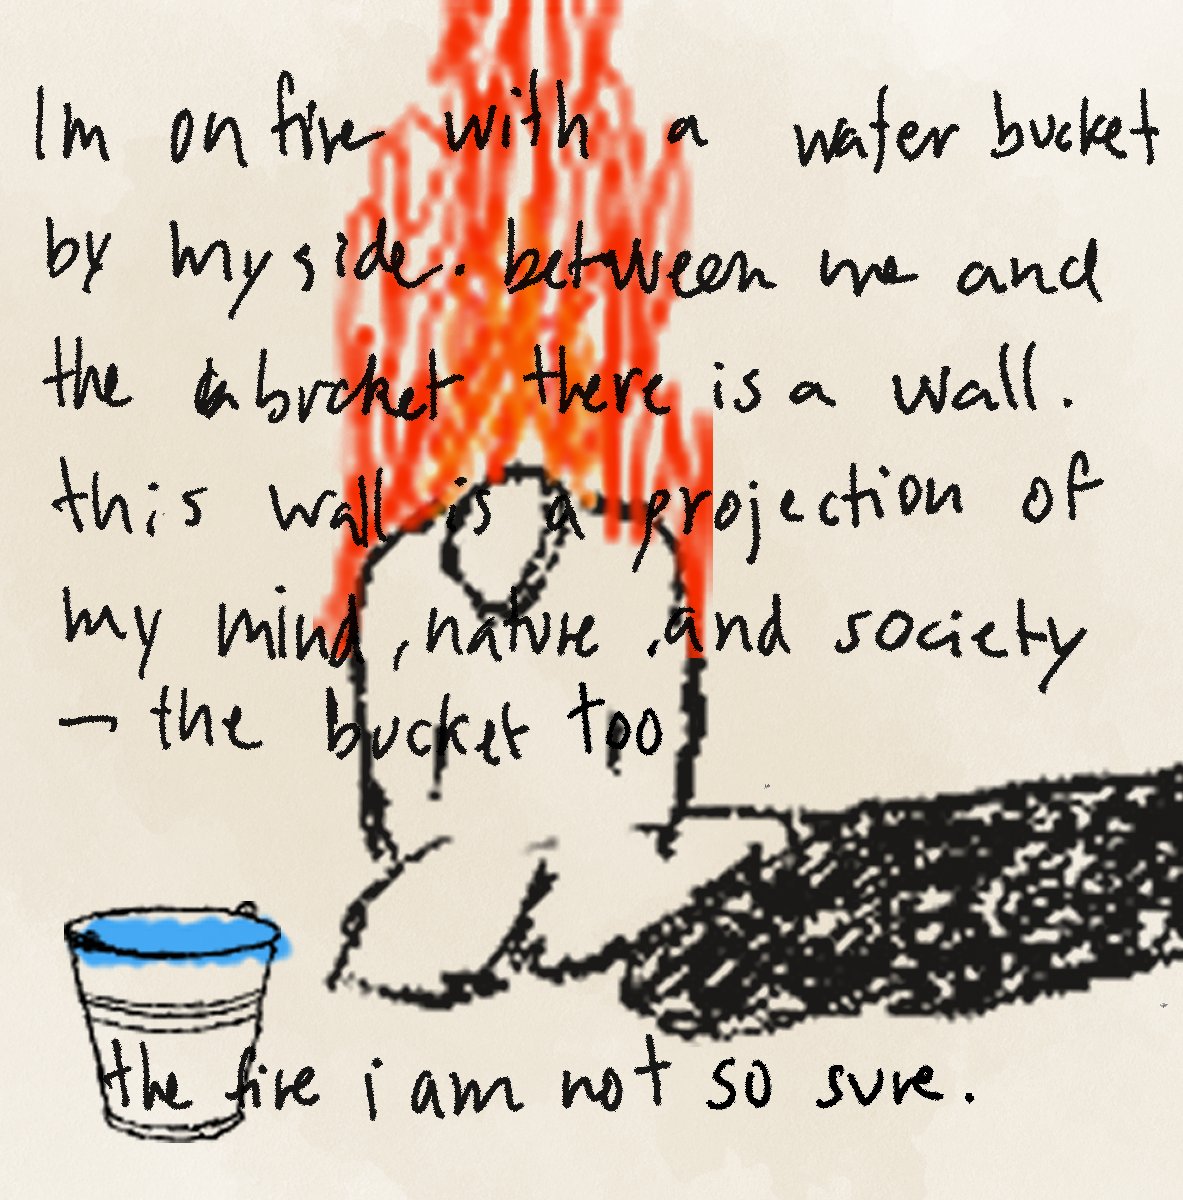 Im on fire with a water bucket
by my side. between me and
the bucket there is a wall.
this wall is a projection of
my mind, nature, and society
— the bucket too
the fire i am not so sure.